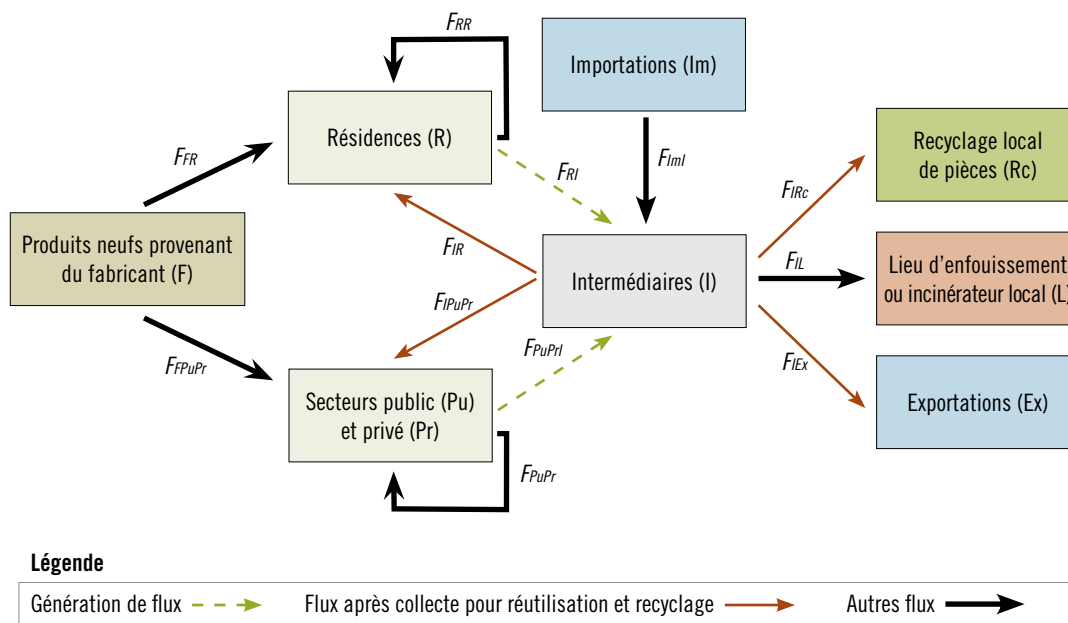 FRR
Importations (Im)
Résidences (R)
Recyclage local
de pièces (Rc)
FFR
FRI
FImI
FIRc
Produits neufs provenant
du fabricant (F)
FIR
Intermédiaires (I)
FIL
Lieu d’enfouissement
ou incinérateur local (L)
FIPuPr
FFPuPr
FPuPrI
FIEx
Secteurs public (Pu)
et privé (Pr)
Exportations (Ex)
FPuPr
Légende
Génération de flux
Flux après collecte pour réutilisation et recyclage
Autres flux